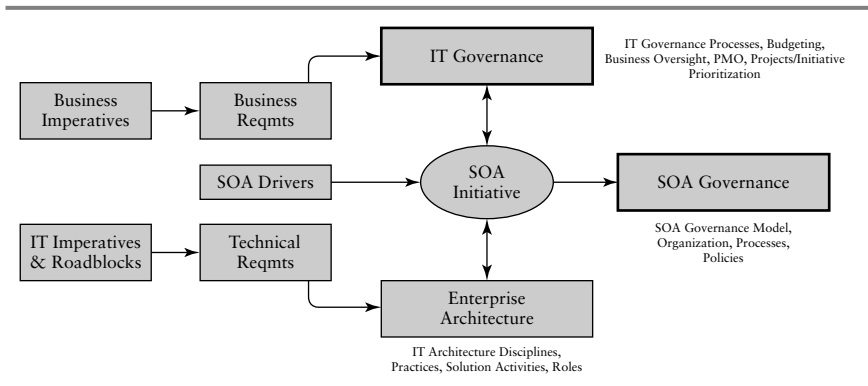 IT Governance
IT Governance Processes, Budgeting,
Business Oversight, PMO, Projects/Initiative
Prioritization
Business
Imperatives
Business
Reqmts
SOA Drivers
SOA
Initiative
SOA Governance
SOA Governance Model,
Organization, Processes,
Policies
IT Imperatives
& Roadblocks
Technical
Reqmts
Enterprise
Architecture
IT Architecture Disciplines,
Practices, Solution Activities, Roles